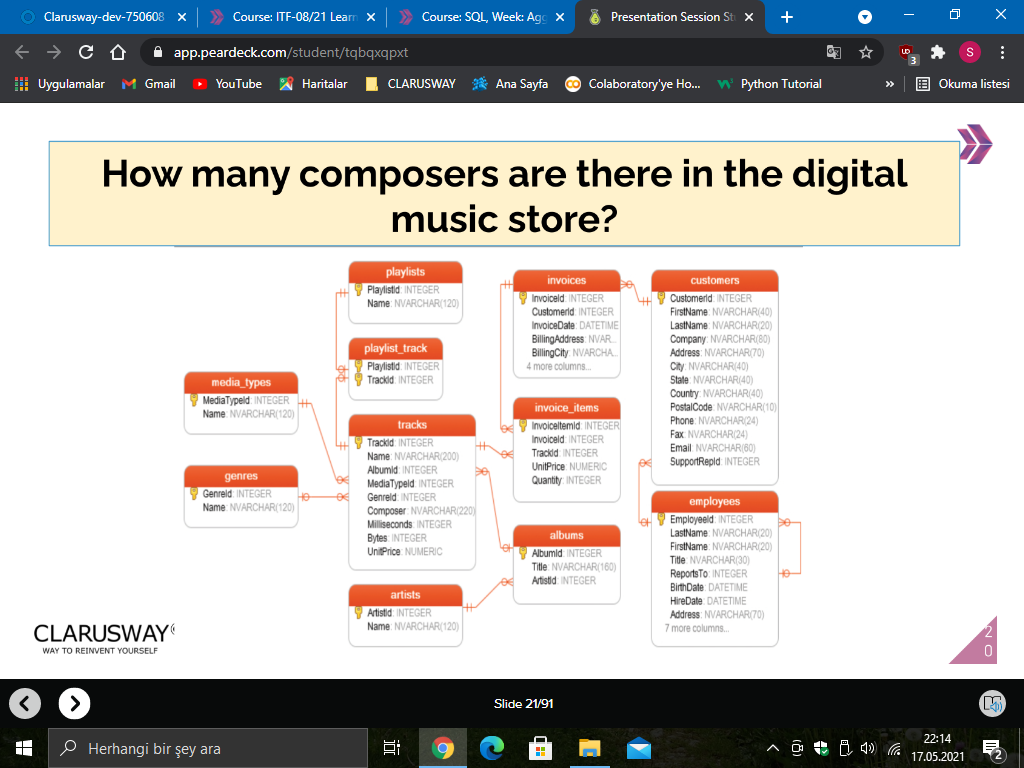 Clarusway-dev-750608
Course: ITF-08/21 Learn
Course: SQL, Week: Agg
Presentation Session St
app.peardeck.com/student/tqbqxqpxt
3
S
Uygulamalar
Gmail
YouTube
Haritalar
CLARUSWAY
Ana Sayfa
Colaboratory'ye Ho...
Python Tutorial
»
Okuma listesi
How many composers are there in the digital
music store?
playlists
PlaylistId: INTEGER
Name: NVARCHAR(120)
playlist_track
PlaylistId: INTEGER
TrackId: INTEGER
media_types
MediaTypeId: INTEGER
Name: NVARCHAR(120)
genres
GenreId: INTEGER
Name: NVARCHAR(120)
tracks
TrackId: INTEGER
Name: NVARCHAR(200)
AlbumId: INTEGER
MediaTypeId: INTEGER
GenreId: INTEGER
Composer: NVARCHAR(220)
Milliseconds: INTEGER
Bytes: INTEGER
UnitPrice: NUMERIC
artists
ArtistId: INTEGER
Name: NVARCHAR(120)
invoices
InvoiceId: INTEGER
CustomerId: INTEGER
InvoiceDate: DATETIME
BillingAddress: NVAR...
BillingCity: NVARCHA...
4 more columns...
invoice_items
InvoiceItemId: INTEGER
InvoiceId: INTEGER
TrackId: INTEGER
UnitPrice: NUMERIC
Quantity: INTEGER
albums
AlbumId: INTEGER
Title: NVARCHAR(160)
ArtistId: INTEGER
customers
CustomerId: INTEGER
FirstName: NVARCHAR(40)
LastName: NVARCHAR(20)
Company: NVARCHAR(80)
Address: NVARCHAR(70)
City: NVARCHAR(40)
State: NVARCHAR(40)
Country: NVARCHAR(40)
PostalCode: NVARCHAR(10)
Phone: NVARCHAR(24)
Fax: NVARCHAR(24)
Email: NVARCHAR(60)
SupportRepId: INTEGER
employees
EmployeeId: INTEGER
LastName: NVARCHAR(20)
FirstName: NVARCHAR(20)
Title: NVARCHAR(30)
ReportsTo: INTEGER
BirthDate: DATETIME
HireDate: DATETIME
Address: NVARCHAR(70)
7 more columns...
CLARUSWAY
WAY TO REINVENT YOURSELF
2
0
Slide 21/91
Herhangi bir şey ara
22:14
17.05.2021
2